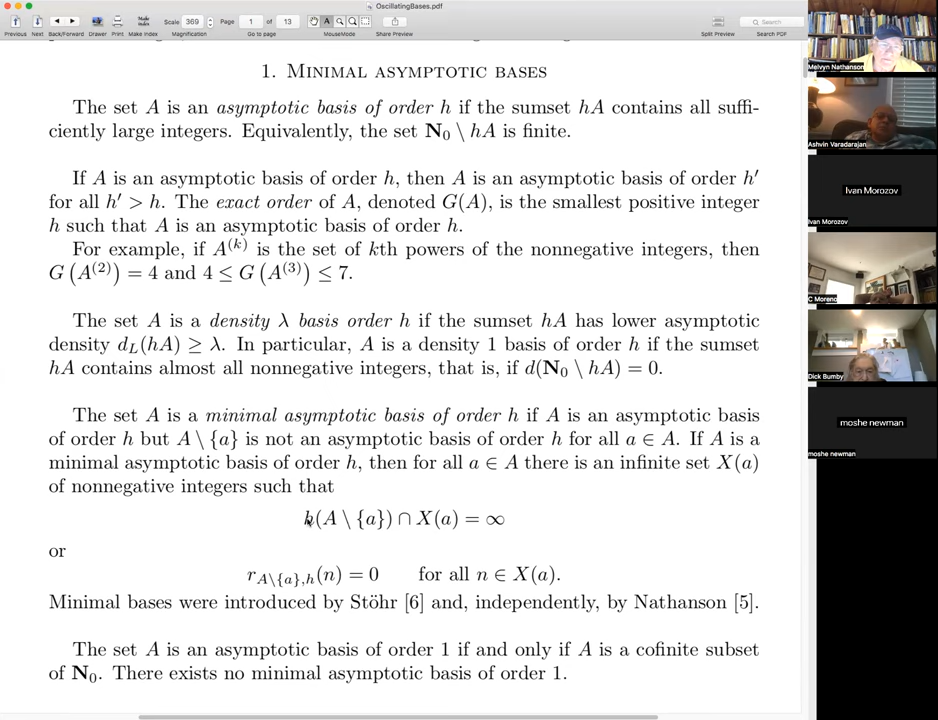 OscillatingBases.pdf
Previous Next Back/Forward Drawer Print Make Index Scale 369 Magnification Page 1 of 13 Go to page MouseMode Share Preview Split Preview Search Search PDF
Make Index
1. MINIMAL ASYMPTOTIC BASES
The set A is an asymptotic basis of order h if the sumset hA contains all suffi-
ciently large integers. Equivalently, the set N₀ \ hA is finite.
If A is an asymptotic basis of order h, then A is an asymptotic basis of order h′
for all h′ > h. The exact order of A, denoted G(A), is the smallest positive integer
h such that A is an asymptotic basis of order h.
For example, if A⁽ᵏ⁾ is the set of kth powers of the nonnegative integers, then
G (A⁽²⁾) = 4 and 4 ≤ G (A⁽³⁾) ≤ 7.
The set A is a density λ basis order h if the sumset hA has lower asymptotic
density d_L(hA) ≥ λ. In particular, A is a density 1 basis of order h if the sumset
hA contains almost all nonnegative integers, that is, if d(N₀ \ hA) = 0.
The set A is a minimal asymptotic basis of order h if A is an asymptotic basis
of order h but A \ {a} is not an asymptotic basis of order h for all a ∈ A. If A is a
minimal asymptotic basis of order h, then for all a ∈ A there is an infinite set X(a)
of nonnegative integers such that
h(A \ {a}) ∩ X(a) = ∞
or
r_{A\{a},h}(n) = 0 for all n ∈ X(a).
Minimal bases were introduced by Stöhr [6] and, independently, by Nathanson [5].
The set A is an asymptotic basis of order 1 if and only if A is a cofinite subset
of N₀. There exists no minimal asymptotic basis of order 1.
Melvyn Nathanson
Ashvin Varadarajan
Ivan Morozov
Ivan Morozov
C Moreno
Dick Bumby
moshe newman
moshe newman